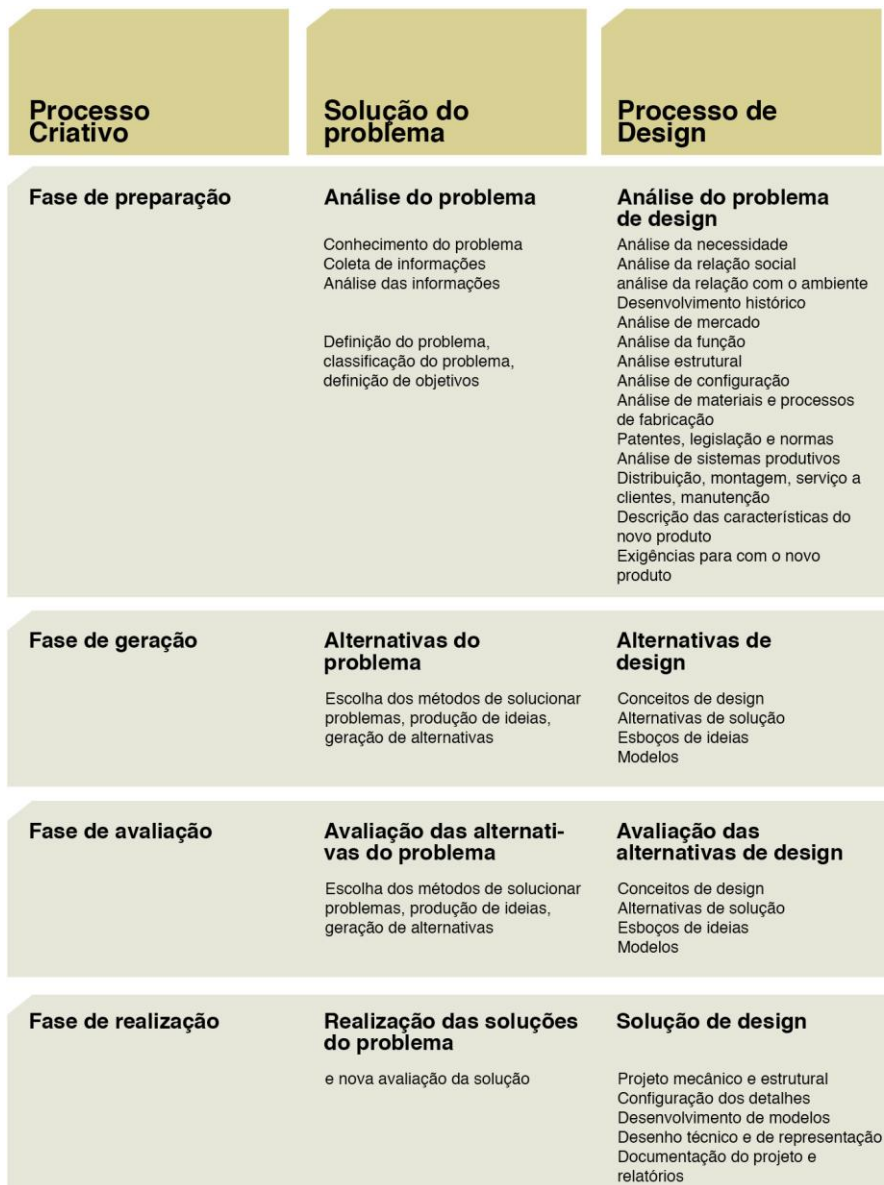 Processo
Criativo
Solução do
problema
Processo de
Design
Fase de preparação
Análise do problema
Conhecimento do problema
Coleta de informações
Análise das informações
Definição do problema,
classificação do problema,
definição de objetivos
Análise do problema
de design
Análise da necessidade
Análise da relação social
análise da relação com o ambiente
Desenvolvimento histórico
Análise de mercado
Análise da função
Análise estrutural
Análise de configuração
Análise de materiais e processos
de fabricação
Patentes, legislação e normas
Análise de sistemas produtivos
Distribuição, montagem, serviço a
clientes, manutenção
Descrição das características do
novo produto
Exigências para com o novo
produto
Fase de geração
Alternativas do
problema
Escolha dos métodos de solucionar
problemas, produção de ideias,
geração de alternativas
Alternativas de
design
Conceitos de design
Alternativas de solução
Esboços de ideias
Modelos
Fase de avaliação
Avaliação das alternati-
vas do problema
Escolha dos métodos de solucionar
problemas, produção de ideias,
geração de alternativas
Avaliação das
alternativas de design
Conceitos de design
Alternativas de solução
Esboços de ideias
Modelos
Fase de realização
Realização das soluções
do problema
e nova avaliação da solução
Solução de design
Projeto mecânico e estrutural
Configuração dos detalhes
Desenvolvimento de modelos
Desenho técnico e de representação
Documentação do projeto e
relatórios